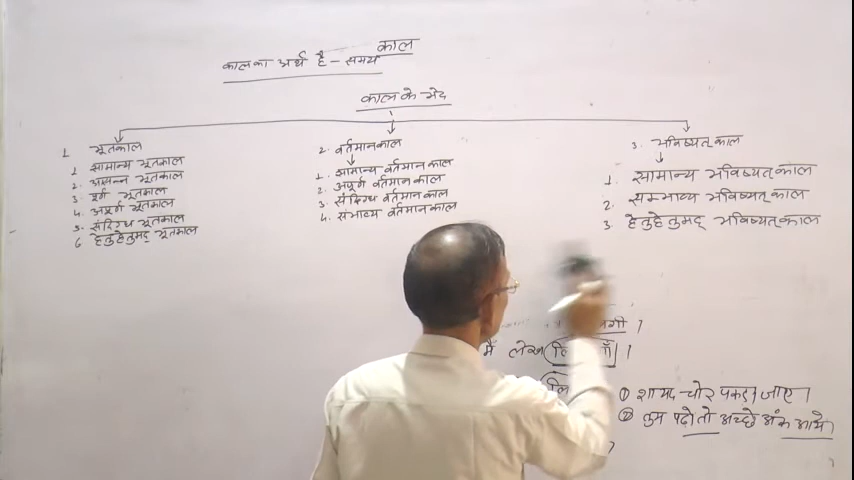 काल
काल का अर्थ है - समय
काल के भेद
1 भूतकाल
1 सामान्य भूतकाल
2. आसन्न भूतकाल
3 पूर्ण भूतकाल
4. अपूर्ण भूतकाल
5. संदिग्ध भूतकाल
6 हेतुहेतुमद् भूतकाल
2. वर्तमान काल
1. सामान्य वर्तमान काल
2. अपूर्ण वर्तमान काल
3. संदिग्ध वर्तमान काल
4. संभाव्य वर्तमान काल
3. भविष्यत् काल
1. सामान्य भविष्यत् काल
2. सम्भाव्य भविष्यत् काल
3. हेतुहेतुमद् भविष्यत् काल
मैं लेख
① शायद चोर पकड़ा जाए।
② तुम पढ़ो तो अच्छे अंक आये।